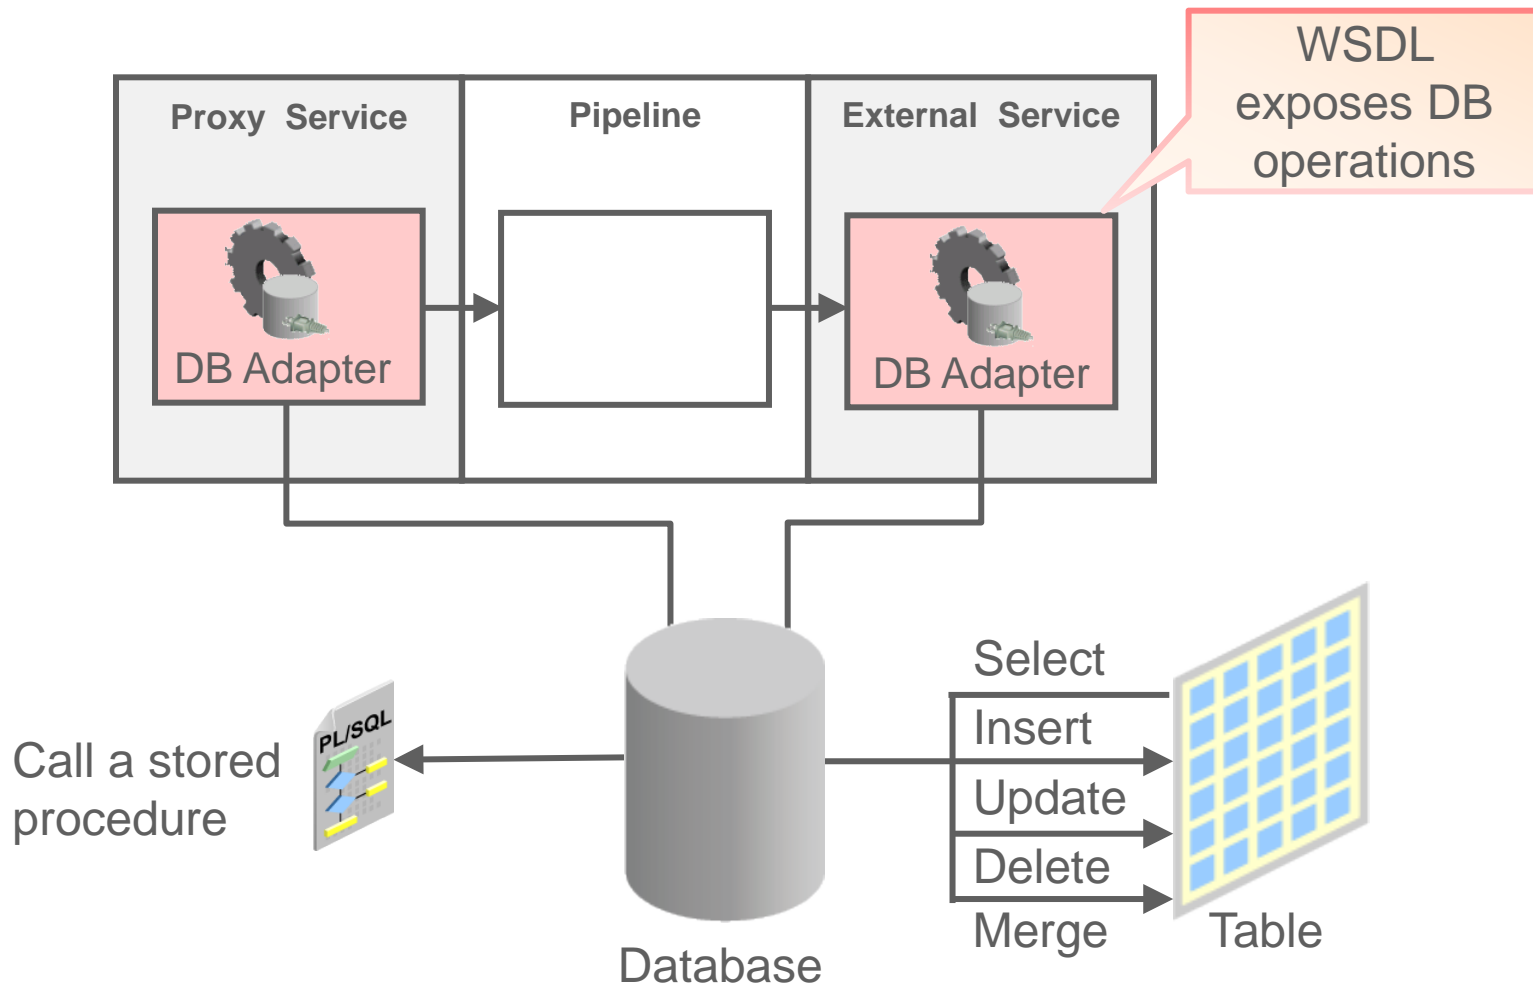 WSDL
exposes DB
operations
Proxy Service
Pipeline
External Service
DB Adapter
DB Adapter
Select
Insert
Update
Delete
Merge
Table
PL/SQL
Call a stored
procedure
Database